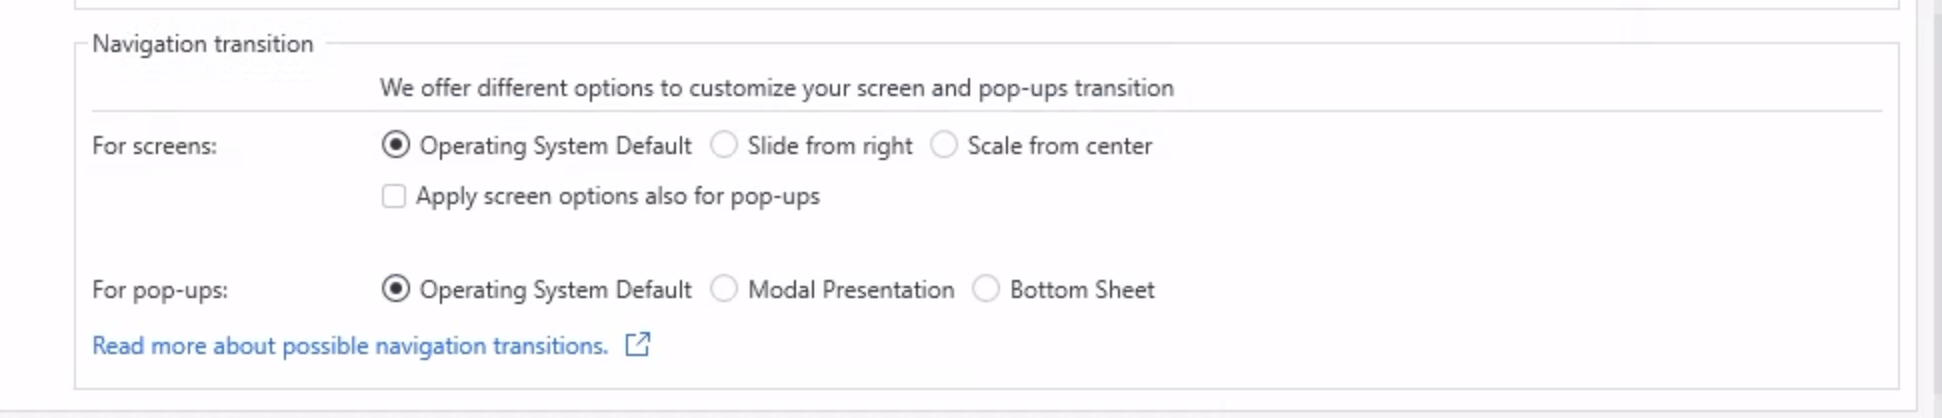 Navigation transition
We offer different options to customize your screen and pop-ups transition
For screens: Operating System Default Slide from right Scale from center
Apply screen options also for pop-ups
For pop-ups: Operating System Default Modal Presentation Bottom Sheet
Read more about possible navigation transitions.